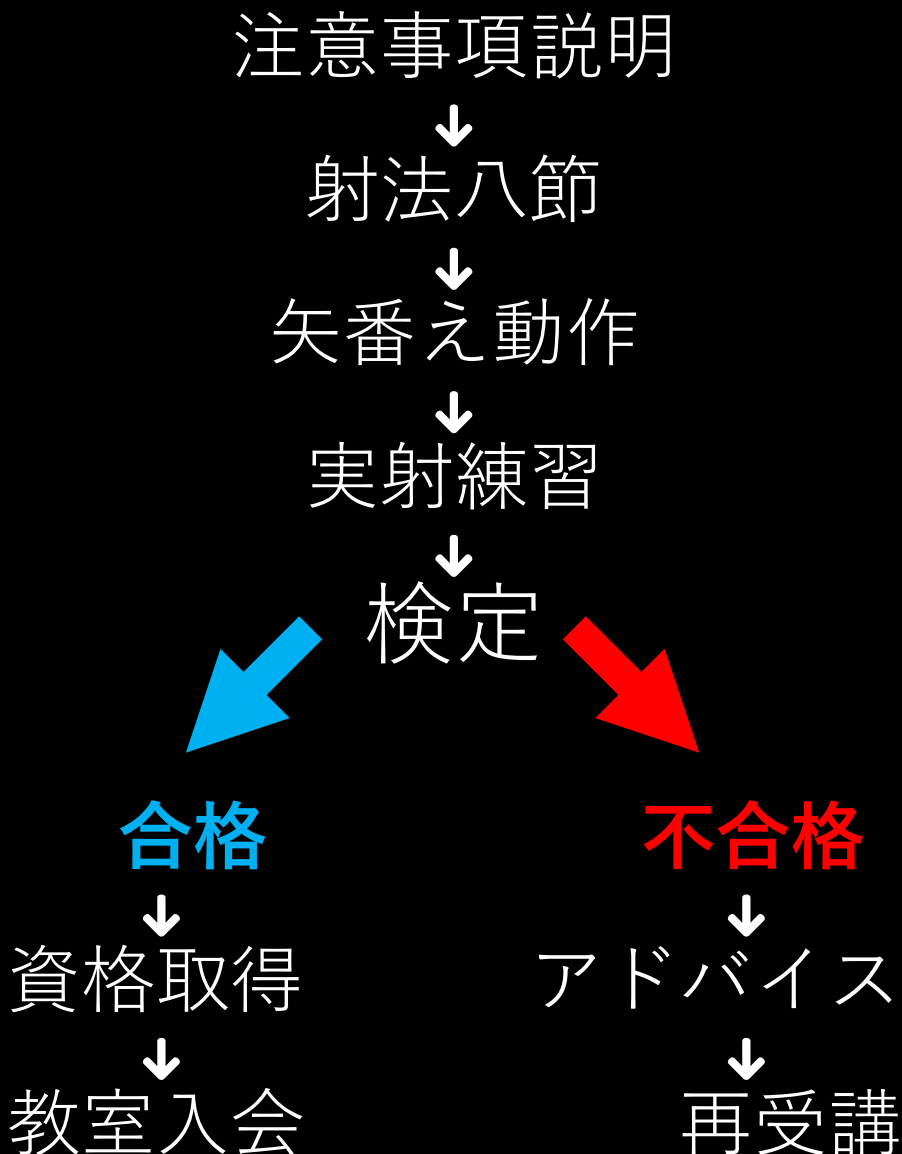 注意事項説明
射法八節
矢番え動作
実射練習
検定
合格
不合格
資格取得
アドバイス
教室入会
再受講